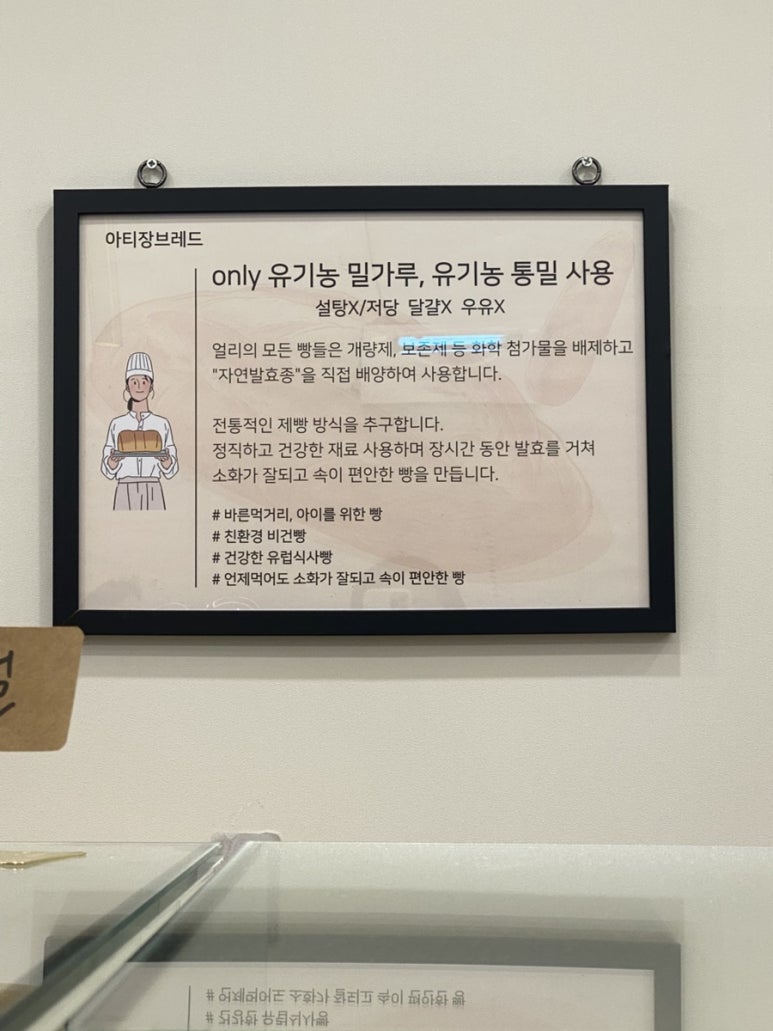 아티장브레드
only 유기농 밀가루, 유기농 통밀 사용
설탕X/저당 달걀X 우유X
얼리의 모든 빵들은 개량제, 보존제 등 화학 첨가물을 배제하고
"자연발효종"을 직접 배양하여 사용합니다.
전통적인 제빵 방식을 추구합니다.
정직하고 건강한 재료 사용하며 장시간 동안 발효를 거쳐
소화가 잘되고 속이 편안한 빵을 만듭니다.
# 바른먹거리, 아이를 위한 빵
# 친환경 비건빵
# 건강한 유럽식사빵
# 언제먹어도 소화가 잘되고 속이 편안한 빵